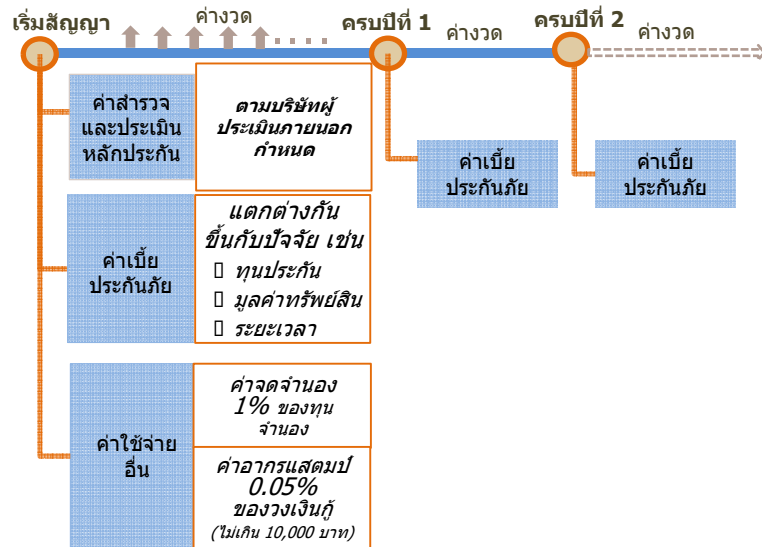 เริ่มสัญญา
ค่างวด
ครบปีที่ 1
ค่างวด
ครบปีที่ 2
ค่างวด
ค่าสำรวจ
และประเมิน
หลักประกัน
ตามบริษัทผู้
ประเมินภายนอก
กำหนด
ค่าเบี้ย
ประกันภัย
ค่าเบี้ย
ประกันภัย
ค่าเบี้ย
ประกันภัย
แตกต่างกัน
ขึ้นกับปัจจัย เช่น
ทุนประกัน
มูลค่าทรัพย์สิน
ระยะเวลา
ค่าใช้จ่าย
อื่น
ค่าจดจำนอง
1% ของทุน
จำนอง
ค่าอากรแสตมป์
0.05%
ของวงเงินกู้
(ไม่เกิน 10,000 บาท)